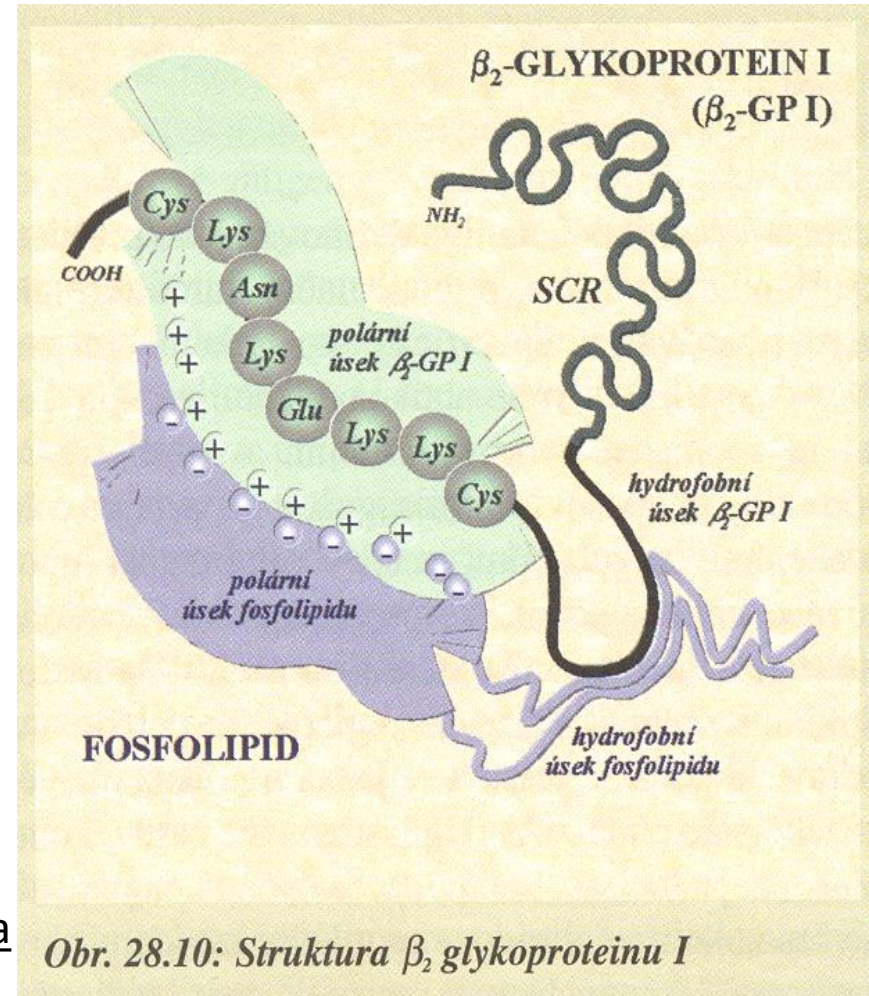 β₂-GLYKOPROTEIN I
(β₂-GP I)
NH₂
SCR
Cys
Lys
Asn
Lys
Glu
Lys
Lys
Cys
COOH
polární
úsek β₂-GP I
+
+
+
+
+
+
+
+
+
-
-
-
-
-
-
-
-
hydrofobní
úsek β₂-GP I
polární
úsek fosfolipidu
FOSFOLIPID
hydrofobní
úsek fosfolipidu
a
Obr. 28.10: Struktura β₂ glykoproteinu I